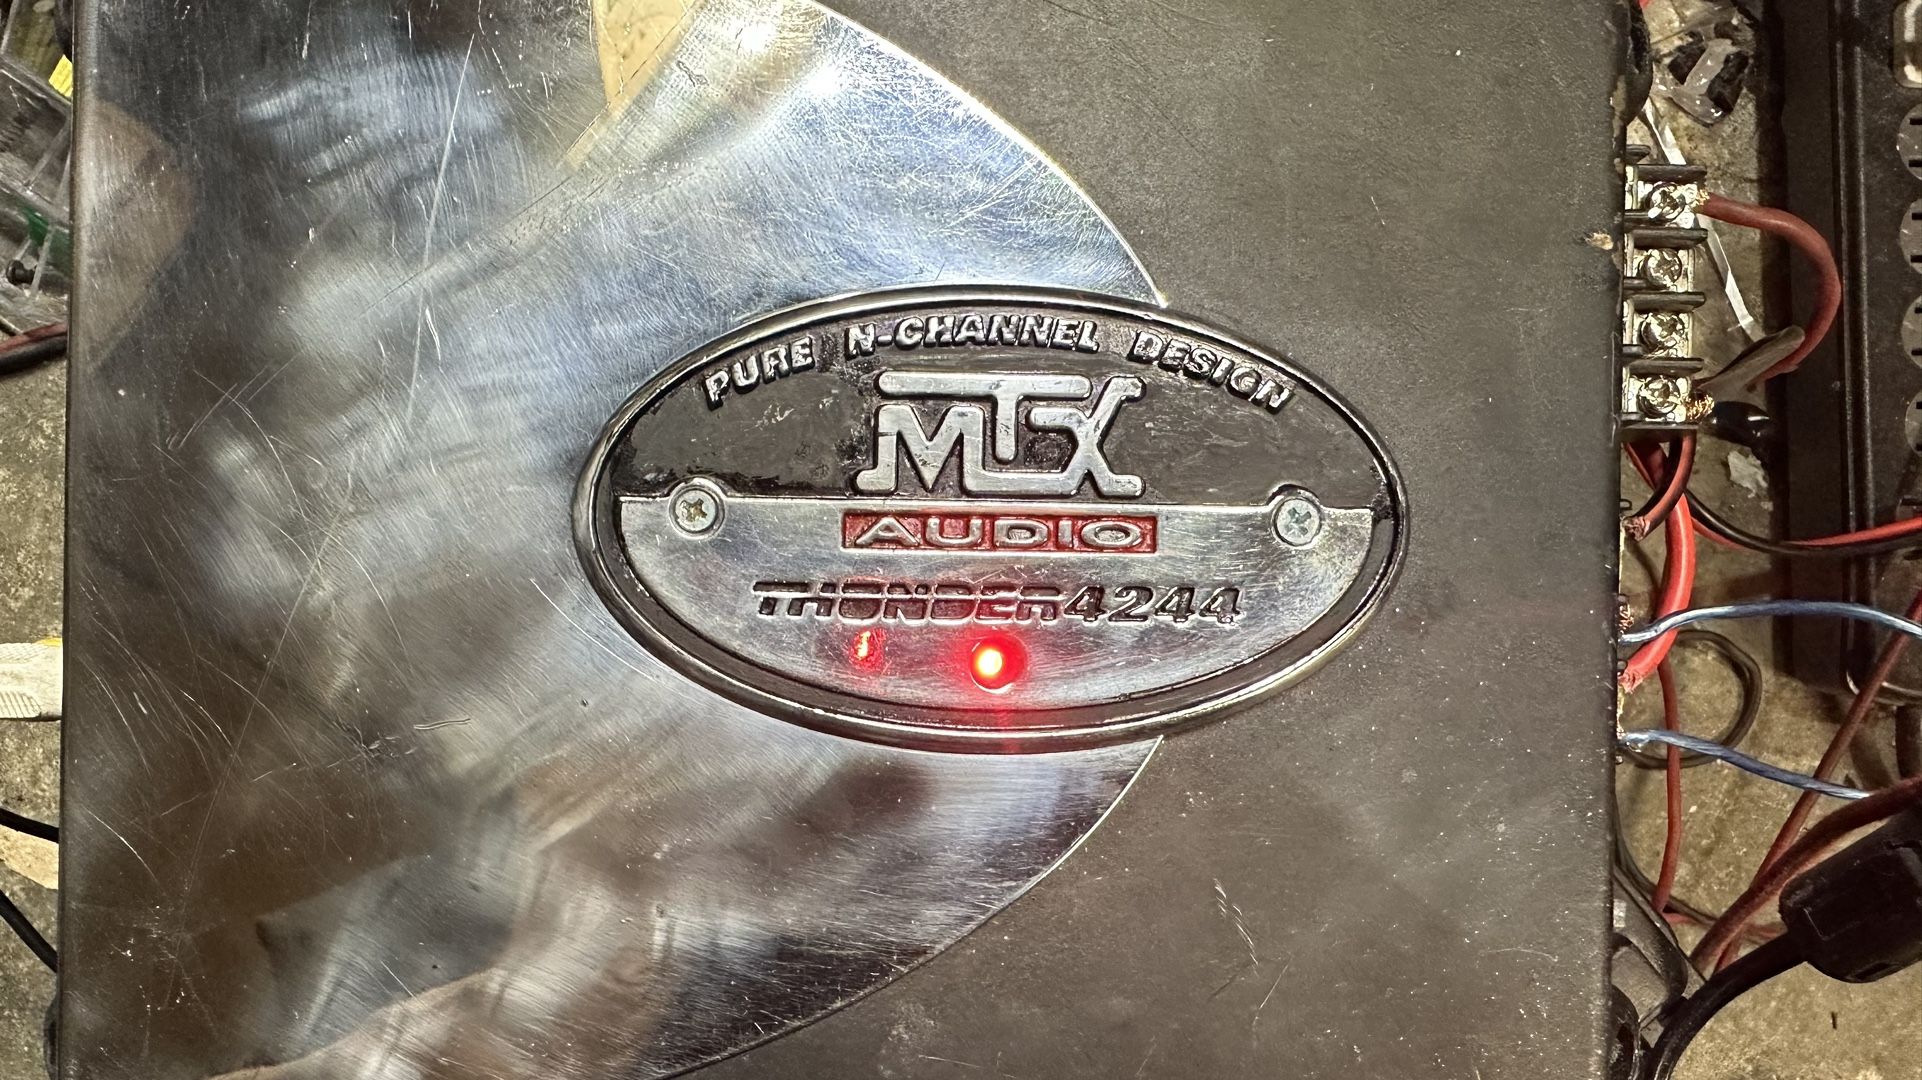 PURE N-CHANNEL DESIGN
MTX
AUDIO
THUNDER4244